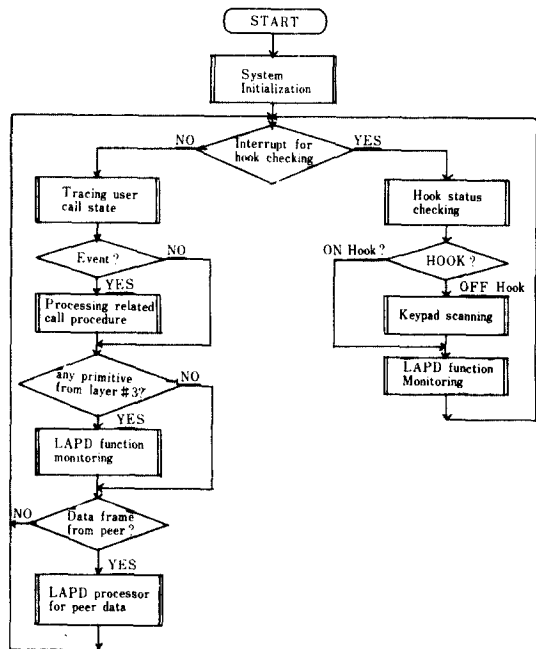 START
System
Initialization
NO
Interrupt for
hook checking
YES
Tracing user
call state
Hook status
checking
Event?
NO
YES
ON Hook?
HOOK?
OFF Hook
Processing related
call procedure
Keypad scanning
any primitive
from layer #3?
NO
YES
LAPD function
Monitoring
LAPD function
monitoring
NO
Data frame
from peer?
YES
LAPD processor
for peer data